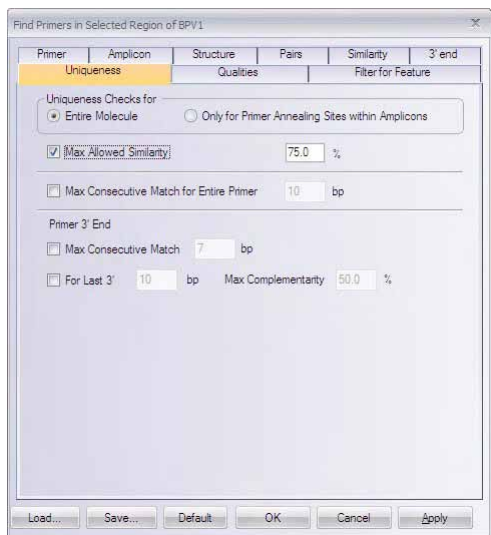 Find Primers in Selected Region of BPV1
Primer Amplicon Structure Pairs Similarity 3' end
Uniqueness Qualities Filter for Feature
Uniqueness Checks for
Entire Molecule Only for Primer Annealing Sites within Amplicons
Max Allowed Similarity 75.0 %
Max Consecutive Match for Entire Primer 10 bp
Primer 3' End
Max Consecutive Match 7 bp
For Last 3' 10 bp Max Complementarity 50.0 %
Load... Save... Default OK Cancel Apply